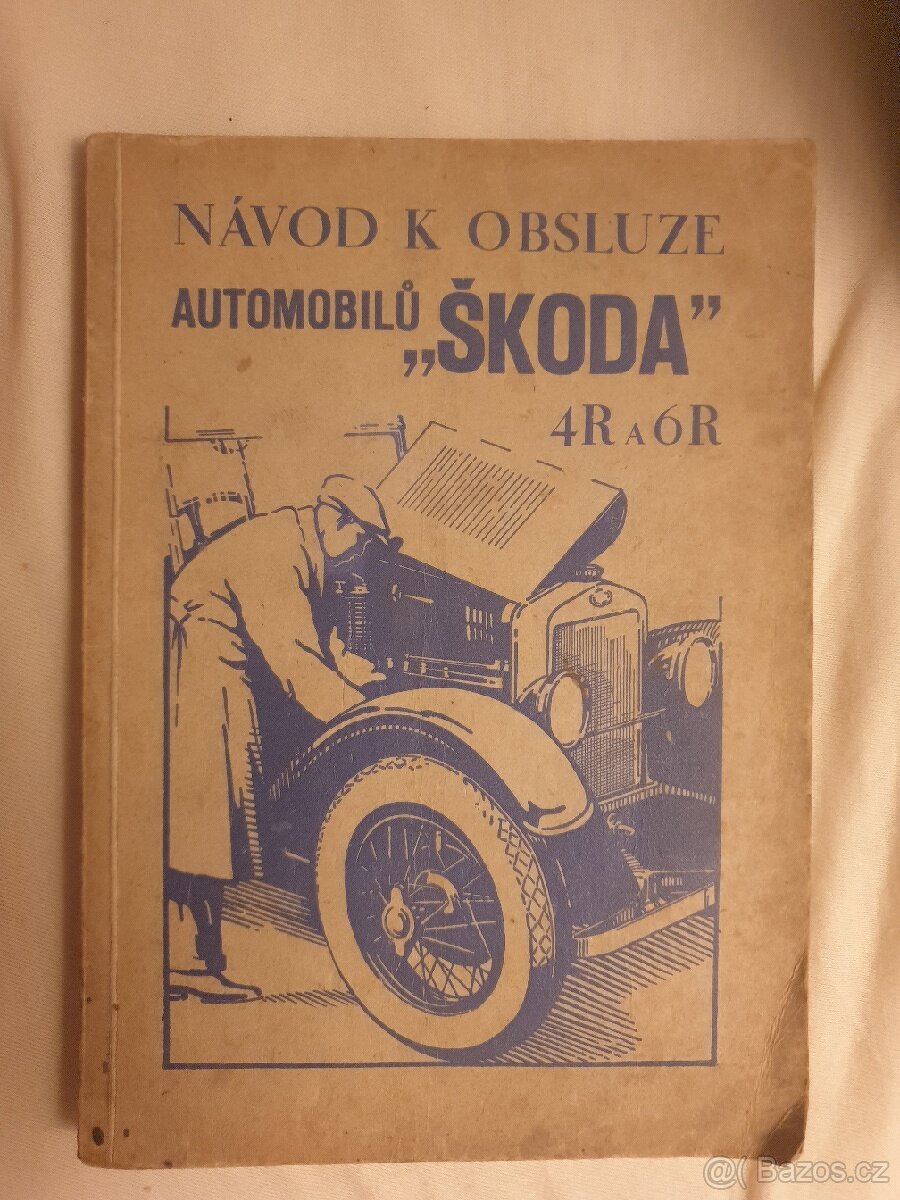 NÁVOD K OBSLUZE
AUTOMOBILŮ „ŠKODA”
4R A 6R
@( Bazos.cz